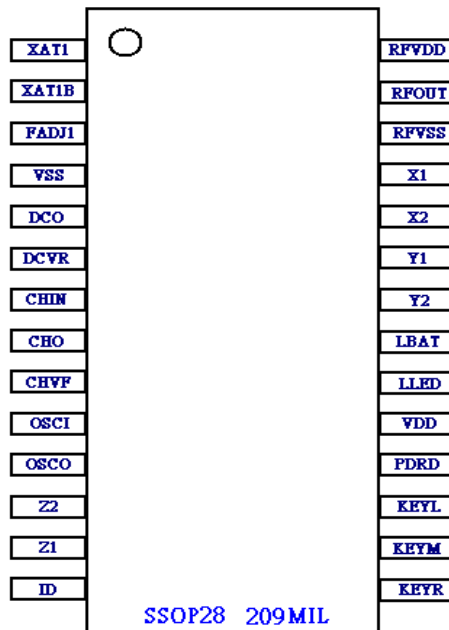 XAT1 RFVDD
XAT1B RFOUT
FADJ1 RFVSS
VSS X1
DCO X2
DCVR Y1
CHIN Y2
CHO LBAT
CHVF LLED
OSCI VDD
OSCO PDRD
Z2 KEYL
Z1 KEYM
ID KEYR
SSOP28 209MIL